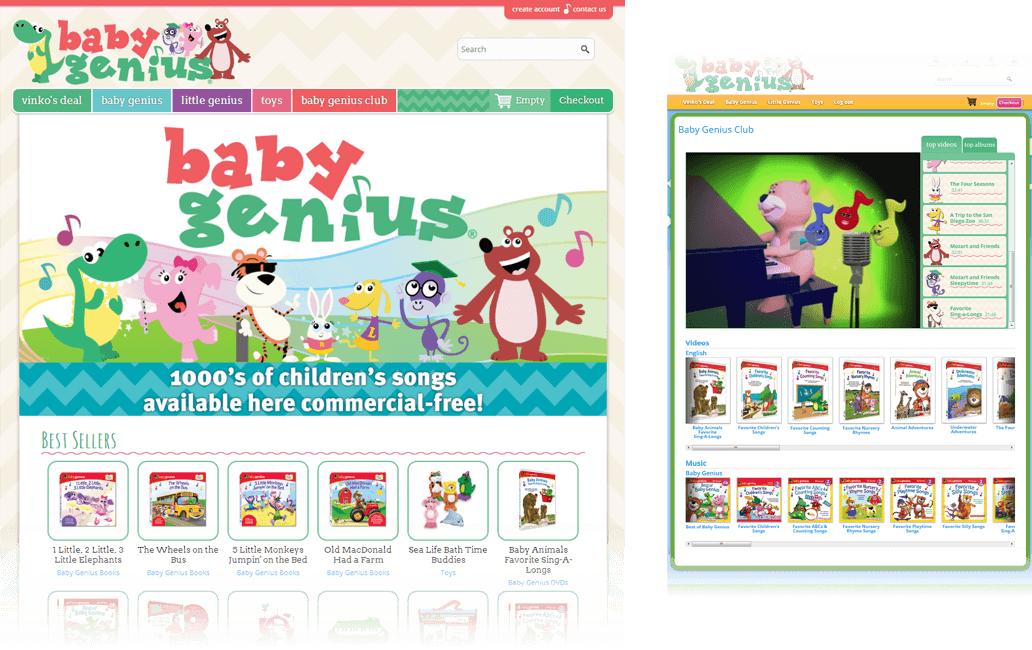 create account contact us
baby
genius
Search
vinko's deal baby genius little genius toys baby genius club Empty Checkout
baby
genius®
1000's of children's songs
available here commercial-free!
Best Sellers
1 Little, 2 Little, 3
Little Elephants
Baby Genius Books
The Wheels on the
Bus
Baby Genius Books
5 Little Monkeys
Jumpin' on the Bed
Baby Genius Books
Old MacDonald
Had a Farm
Baby Genius Books
Sea Life Bath Time
Buddies
Toys
Baby Animals
Favorite Sing-A-
Longs
Baby Genius DVDs
baby
genius
Vinko's Deal Baby Genius Little Genius Toys Log out Empty Checkout
Baby Genius Club
top videos top albums
The Four Seasons
A Trip to the San
Diego Zoo
Mozart and Friends
Mozart and Friends
Sleepytime
Favorite
Sing-a-Longs
Videos
English
Baby Animals
Favorite
Sing-A-Longs
Favorite Children's
Songs
Favorite Counting
Songs
Favorite Nursery
Rhymes
Animal Adventures
Underwater
Adventures
The Four
Music
Baby Genius
Best of Baby Genius
Favorite Children's
Songs
Favorite ABCs &
Counting Songs
Favorite Nursery
Rhyme Songs
Favorite Playtime
Songs
Favorite Silly Songs